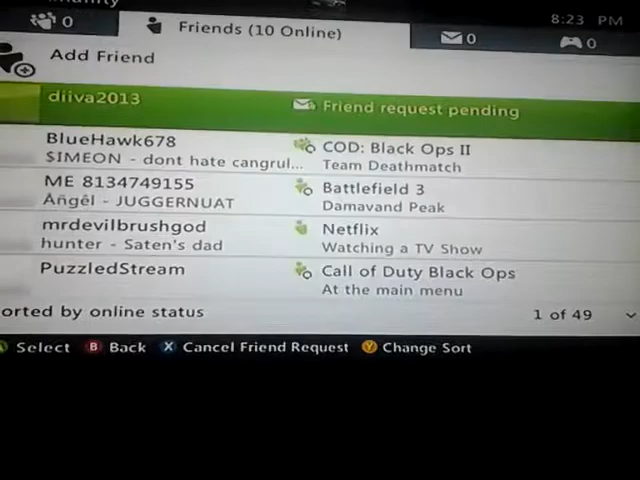 0
Friends (10 Online)
0
0
8:23 PM
Add Friend
diiva2013
Friend request pending
BlueHawk678
$IMEON - dont hate cangrul...
COD: Black Ops II
Team Deathmatch
ME 8134749155
Añgêl - JUGGERNUAT
Battlefield 3
Damavand Peak
mrdevilbrushgod
hunter - Saten's dad
Netflix
Watching a TV Show
PuzzledStream
Call of Duty Black Ops
At the main menu
orted by online status
1 of 49
Select B Back X Cancel Friend Request Y Change Sort